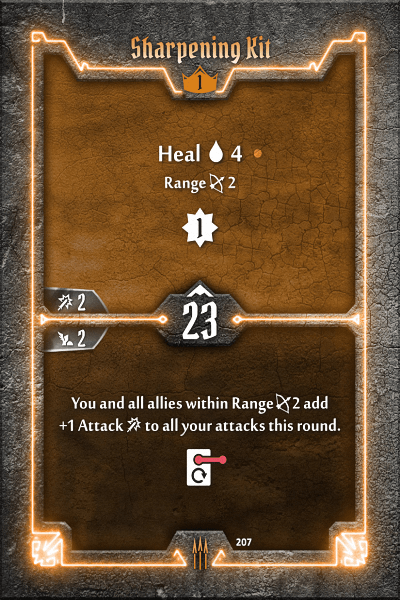 Sharpening Kit
1
Heal 4
Range 2
1
2
23
2
You and all allies within Range 2 add
+1 Attack to all your attacks this round.
207